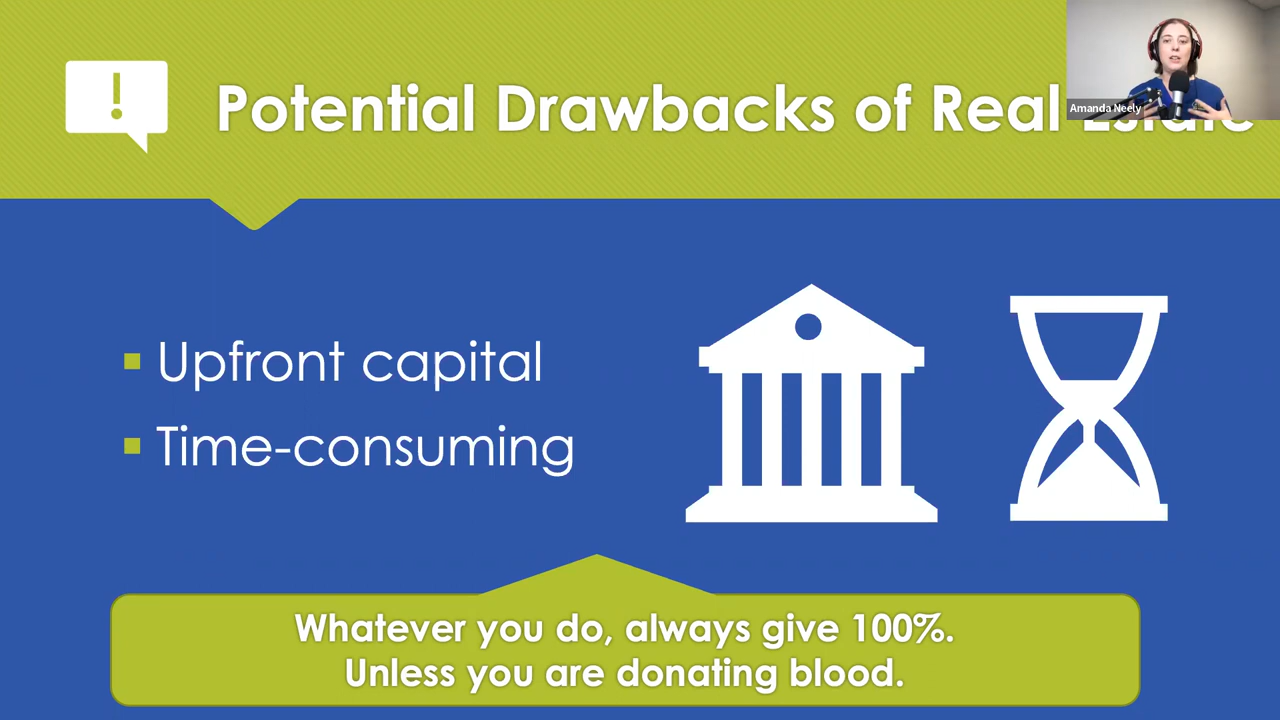 !
Potential Drawbacks of Real Estate
Amanda Neely
Upfront capital
Time-consuming
Whatever you do, always give 100%.
Unless you are donating blood.